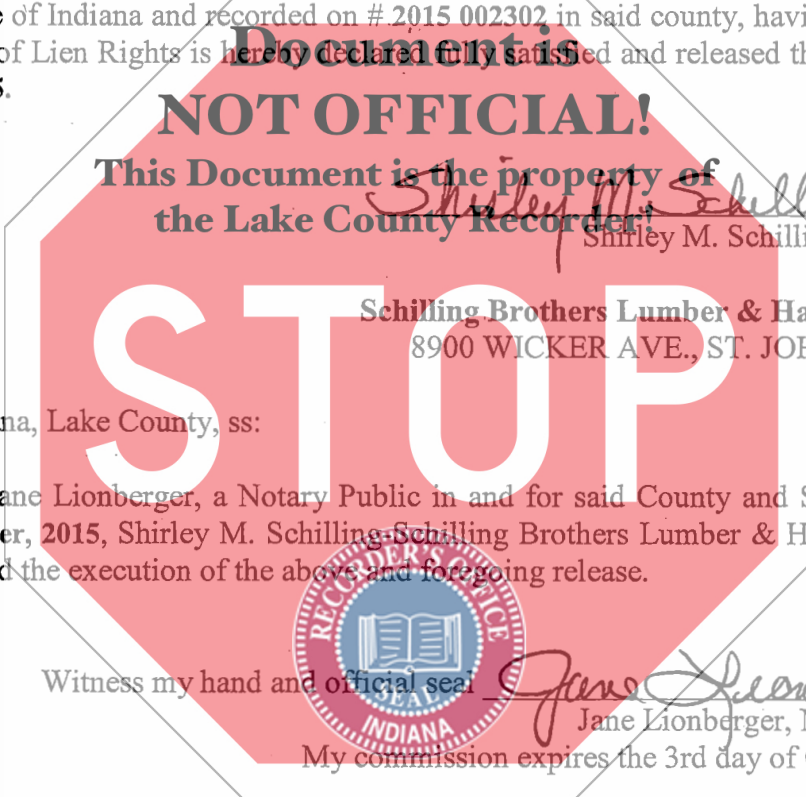 of Indiana and recorded on # 2015 002302 in said county, havi
of Lien Rights is hereby declared fully satisfied and released th
5.
Document is
NOT OFFICIAL!
This Document is the property of
the Lake County Recorder!
Shirley M. Schill
Shirley M. Schilli
STOP
Schilling Brothers Lumber & Ha
8900 WICKER AVE., ST. JOH
na, Lake County, ss:
ane Lionberger, a Notary Public in and for said County and S
er, 2015, Shirley M. Schilling-Schilling Brothers Lumber & H
d the execution of the above and foregoing release.
RECORDER'S OFFICE
SEAL
INDIANA
Witness my hand and official seal Jane Lion
Jane Lionberger, N
My commission expires the 3rd day of